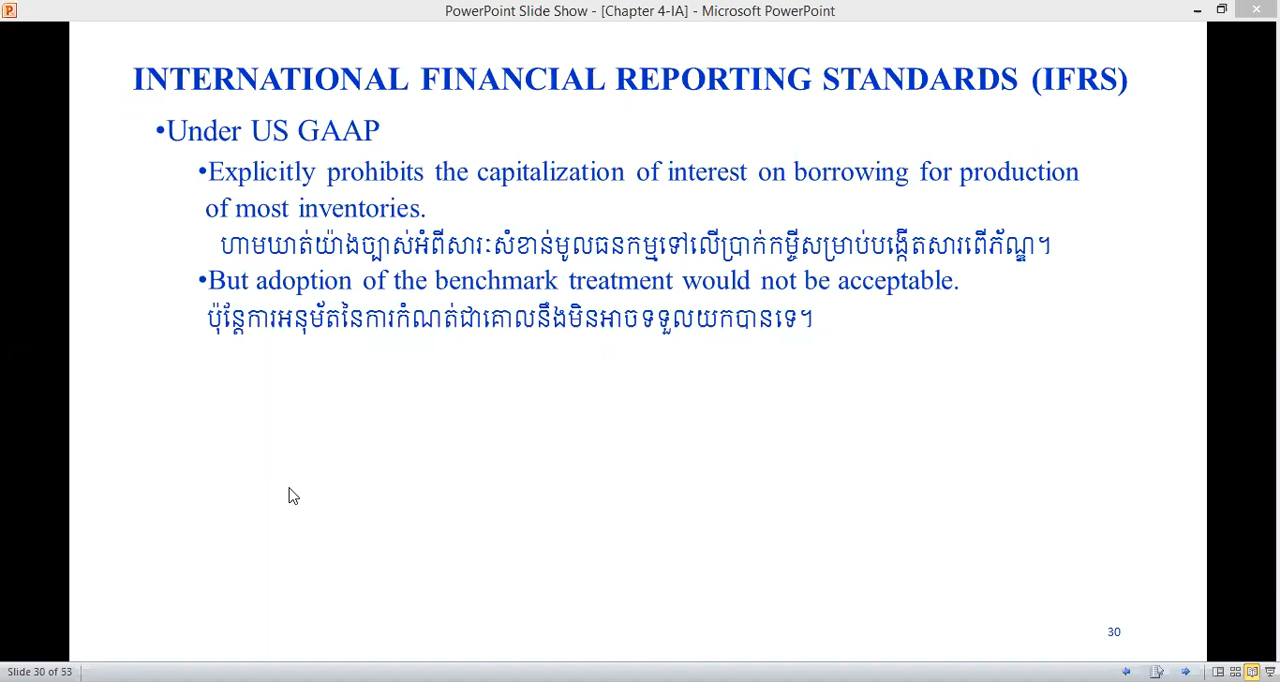 PowerPoint Slide Show - [Chapter 4-IA] - Microsoft PowerPoint
INTERNATIONAL FINANCIAL REPORTING STANDARDS (IFRS)
•Under US GAAP
•Explicitly prohibits the capitalization of interest on borrowing for production
of most inventories.
ហាមឃាត់យ៉ាងច្បាស់អំពីសារៈសំខាន់មូលធនកម្មទៅលើប្រាក់កម្ចីសម្រាប់បង្កើតសារពើភ័ណ្ឌ។
•But adoption of the benchmark treatment would not be acceptable.
ប៉ុន្តែការអនុម័តនៃការកំណត់ជាគោលនឹងមិនអាចទទួលយកបានទេ។
30
Slide 30 of 53